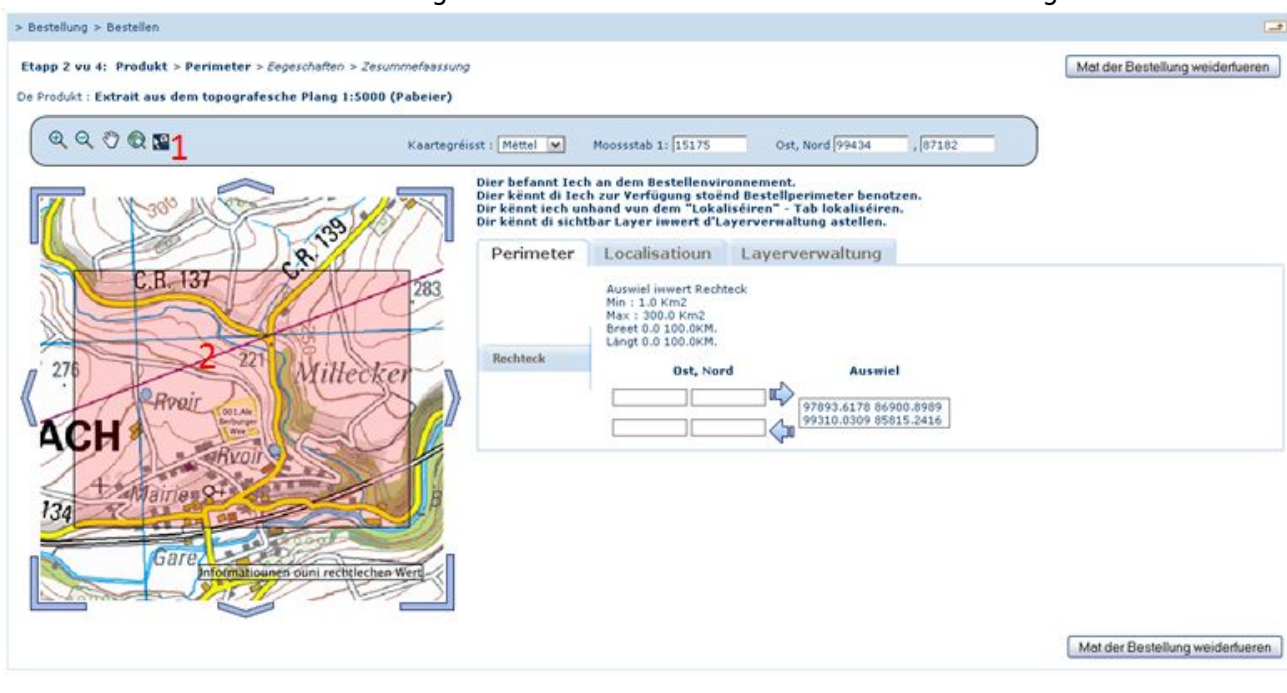 > Bestellung > Bestellen
Etapp 2 vu 4: Produkt > Perimeter > Eegeschaften > Zesummefaassung
Mat der Bestellung weiderfueren
De Produkt : Extrait aus dem topografesche Plang 1:5000 (Pabeier)
1
Kaartegréisst : Mëttel Moossstab 1: 15175 Ost, Nord 99434 , 87182
Dier befannt Iech an dem Bestellenvironnement.
Dier kënnt di Iech zur Verfügung stoënd Bestellperimeter benotzen.
Dir kënnt iech unhand vun dem "Lokaliséiren" - Tab lokaliséiren.
Dir kënnt di sichtbar Layer iwwert d'Layerverwaltung astellen.
Perimeter Localisatioun Layerverwaltung
Auswiel iwwert Rechteck
Min : 1.0 Km2
Max : 300.0 Km2
Breet 0.0 100.0KM.
Längt 0.0 100.0KM.
Rechteck
Ost, Nord Auswiel
97893.6178 86900.8989
99310.0309 85815.2416
300
C.R. 139
C.R. 137
283
250
2
221
276
Millecker
Rvoir
001.Ale
Berburger
Wee
ACH
Rvoir
Mairie
B
134
Gare
Informatiounen ouni rechtlechen Wert
Mat der Bestellung weiderfueren